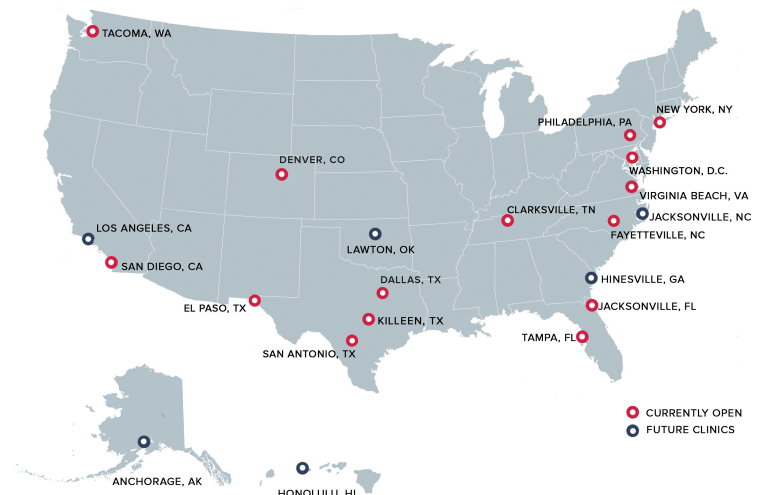 TACOMA, WA
NEW YORK, NY
PHILADELPHIA, PA
DENVER, CO
WASHINGTON, D.C.
VIRGINIA BEACH, VA
CLARKSVILLE, TN
JACKSONVILLE, NC
LOS ANGELES, CA
FAYETTEVILLE, NC
LAWTON, OK
SAN DIEGO, CA
DALLAS, TX
HINESVILLE, GA
EL PASO, TX
JACKSONVILLE, FL
KILLEEN, TX
TAMPA, FL
SAN ANTONIO, TX
CURRENTLY OPEN
FUTURE CLINICS
ANCHORAGE, AK
HONOLULU, HI